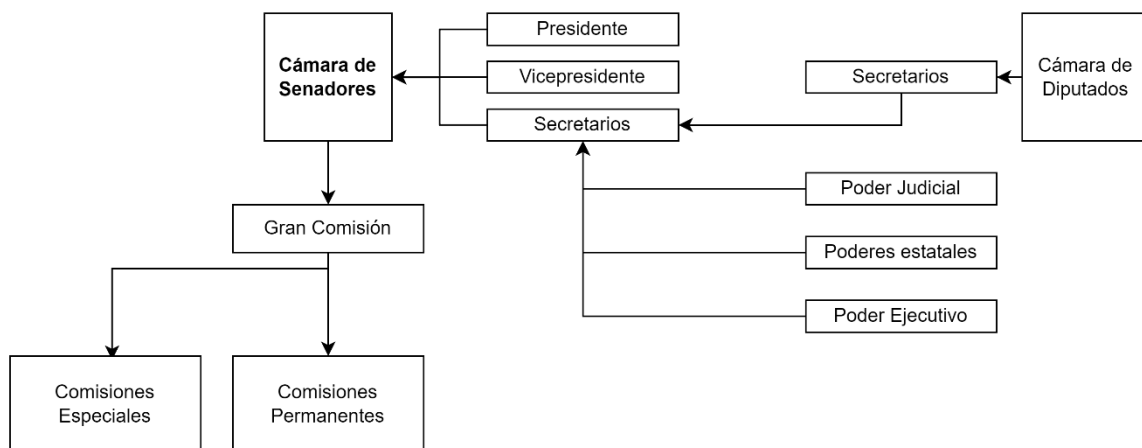 Cámara de
Senadores
Presidente
Vicepresidente
Secretarios
Secretarios
Cámara de
Diputados
Gran Comisión
Poder Judicial
Poderes estatales
Poder Ejecutivo
Comisiones
Especiales
Comisiones
Permanentes